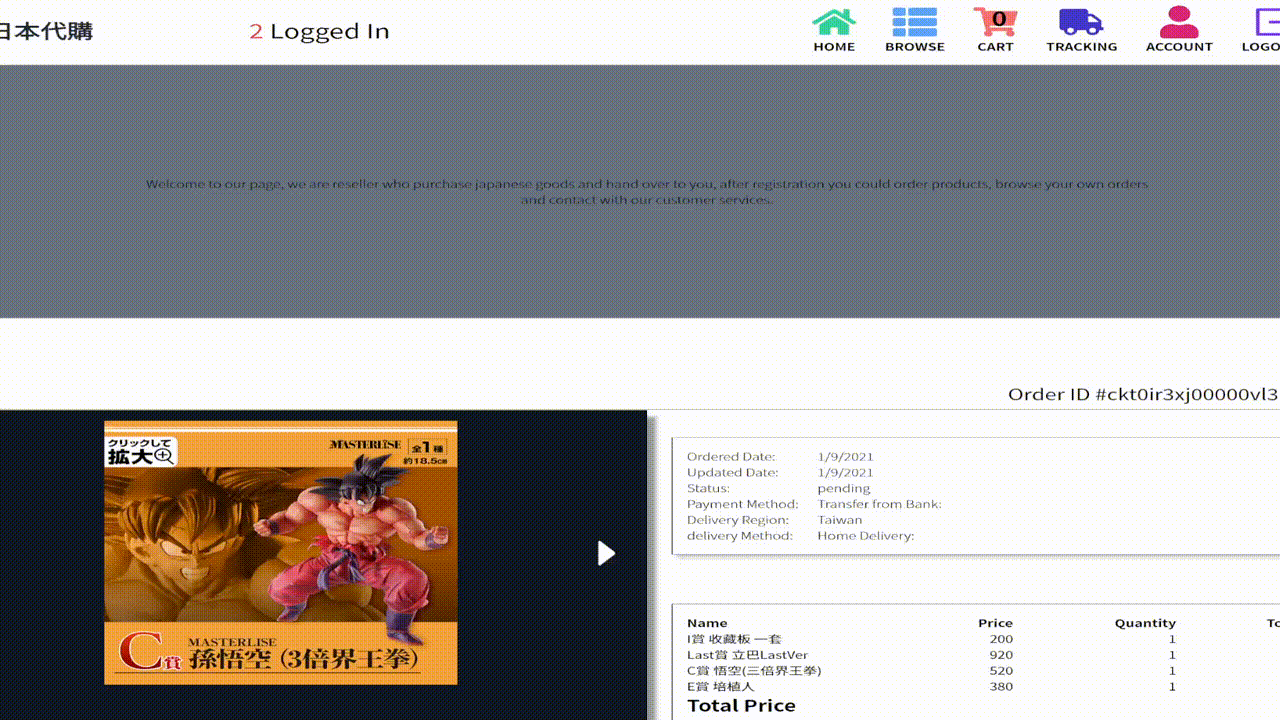 日本代購
2 Logged In
HOME
BROWSE
0
CART
TRACKING
ACCOUNT
LOGO
Welcome to our page, we are reseller who purchase japanese goods and hand over to you, after registration you could order products, browse your own orders
and contact with our customer services.
Order ID #ckt0ir3xj00000vl3
クリックして
拡大
MASTERLISE
全1種
約18.5cm
C賞
MASTERLISE
孫悟空 (3倍界王拳)
Ordered Date: 1/9/2021
Updated Date: 1/9/2021
Status: pending
Payment Method: Transfer from Bank:
Delivery Region: Taiwan
delivery Method: Home Delivery:
Name Price Quantity To
I賞 收藏板 一套 200 1
Last賞 立巴LastVer 920 1
C賞 悟空(三倍界王拳) 520 1
E賞 培植人 380 1
Total Price